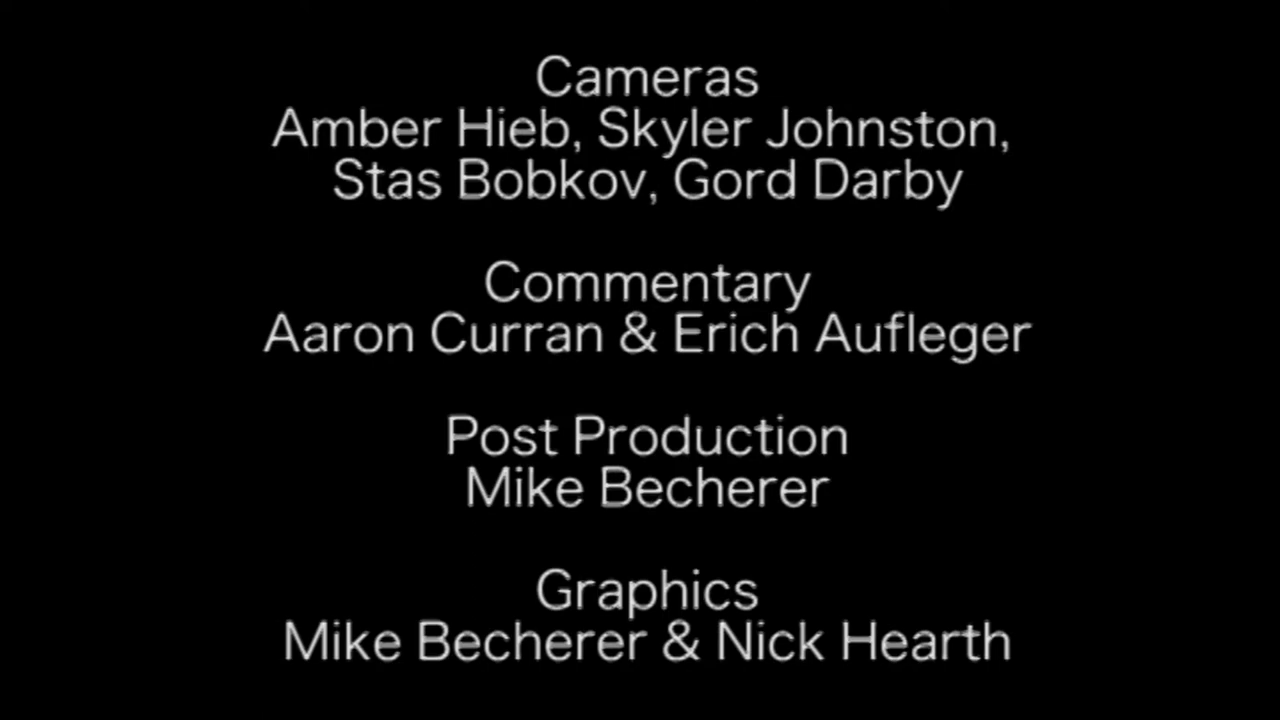 Cameras
Amber Hieb, Skyler Johnston,
Stas Bobkov, Gord Darby
Commentary
Aaron Curran & Erich Aufleger
Post Production
Mike Becherer
Graphics
Mike Becherer & Nick Hearth